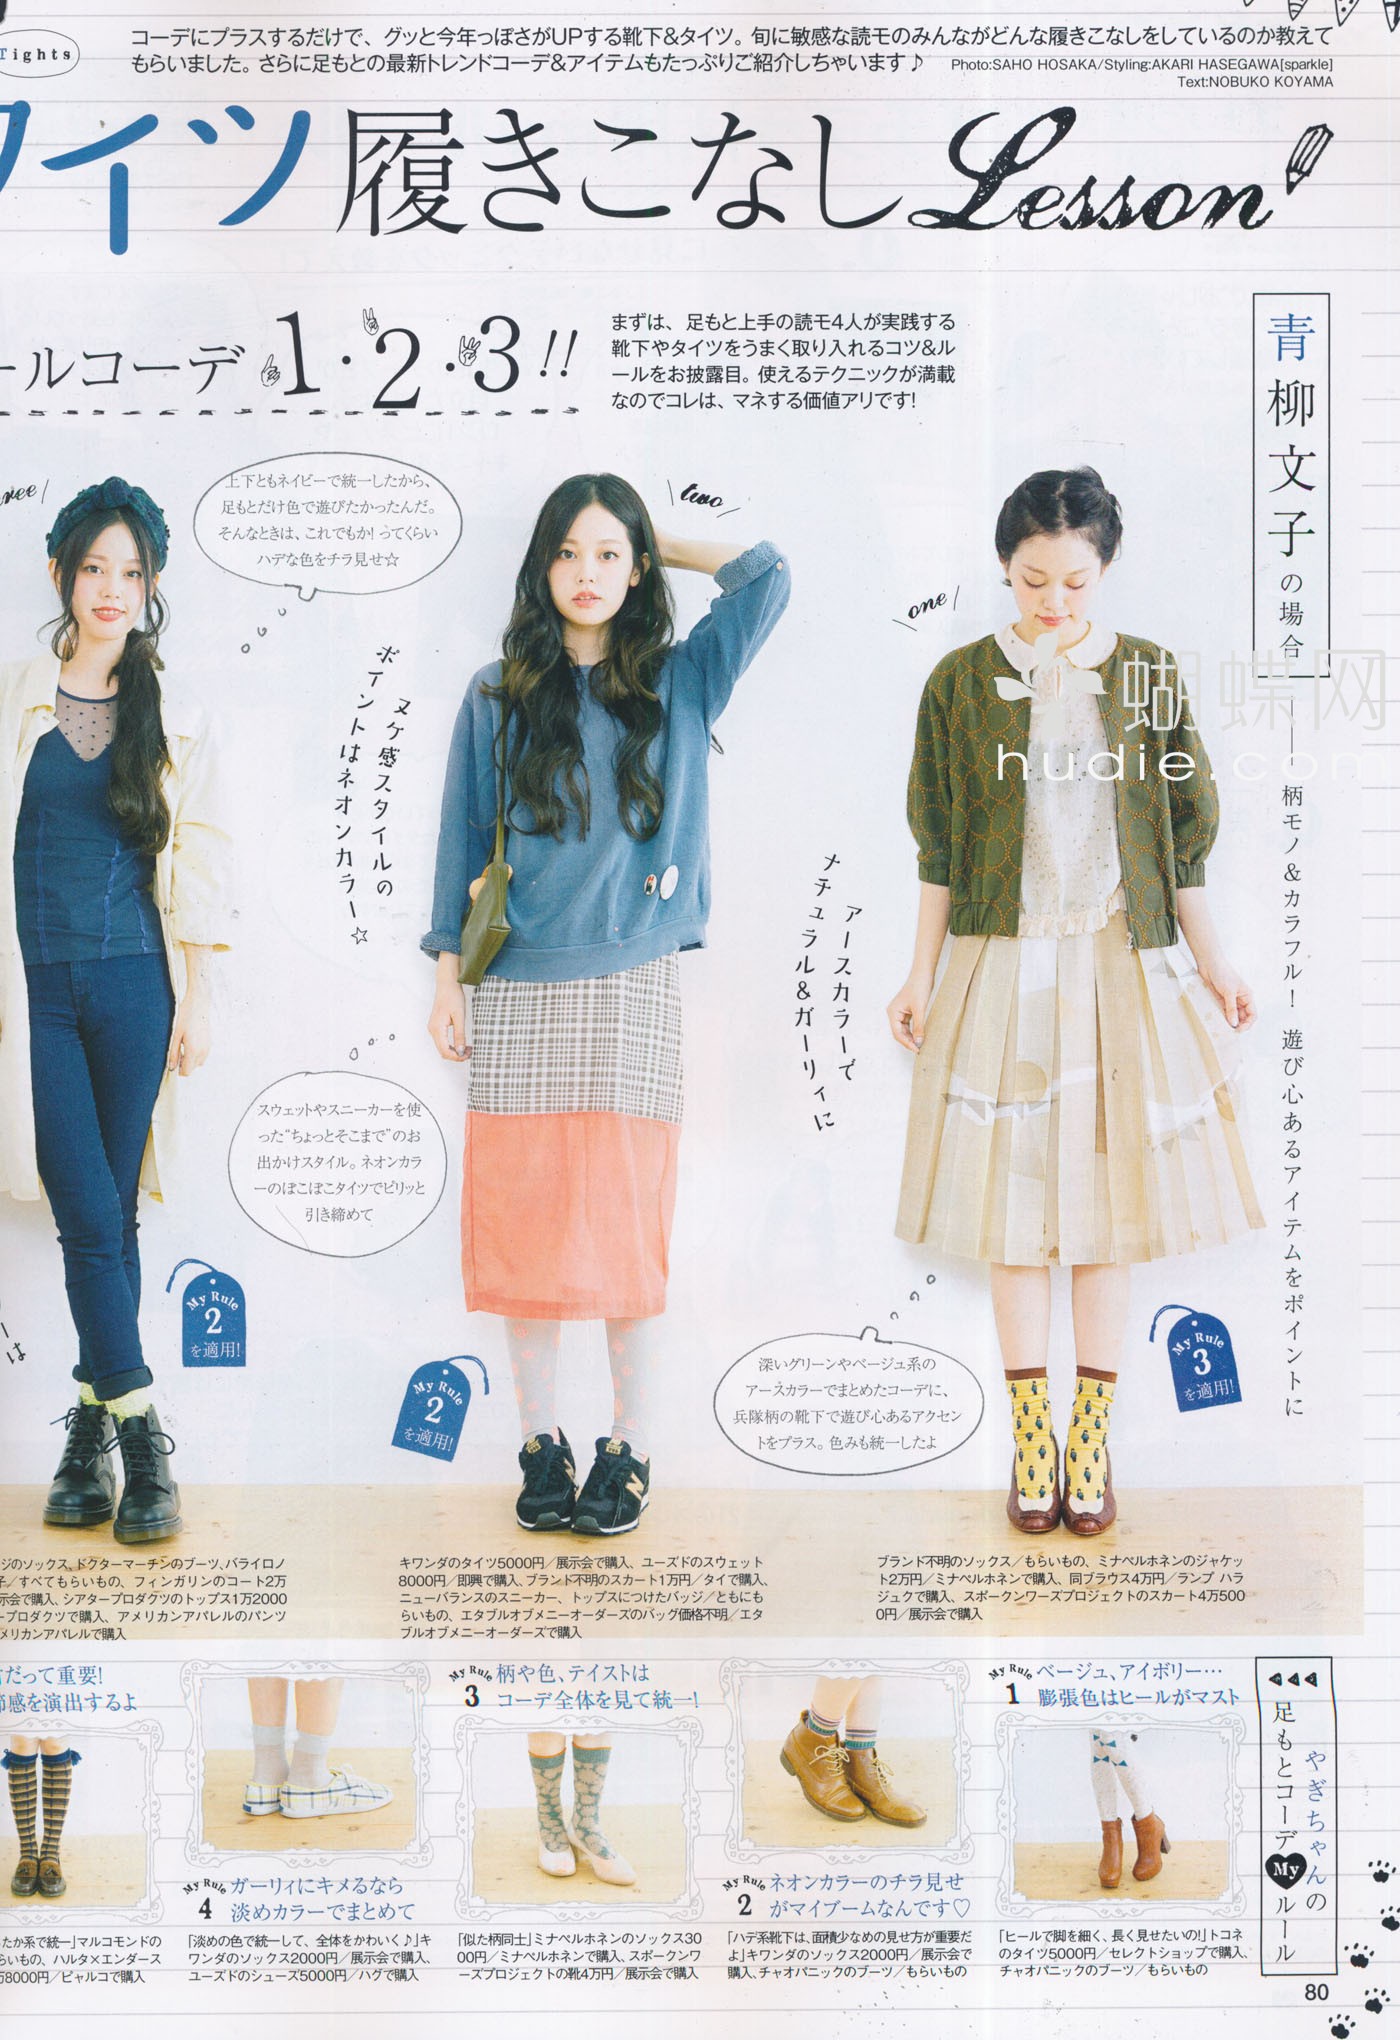 Tights
コーデにプラスするだけで、グッと今年っぽさがUPする靴下&タイツ。旬に敏感な読モのみんながどんな履きこなしをしているのか教えて
もらいました。さらに足もとの最新トレンドコーデ&アイテムもたっぷりご紹介しちゃいます♪
Photo:SAHO HOSAKA/Styling:AKARI HASEGAWA[sparkle]
Text:NOBUKO KOYAMA
イツ履きこなしLesson
ールコーデ 1・2・3!!
まずは、足もと上手の読モ4人が実践する
靴下やタイツをうまく取り入れるコツ&ル
ールをお披露目。使えるテクニックが満載
なのでコレは、マネする価値アリです!
青柳文子の場合
柄モノ&カラフル! 遊び心あるアイテムをポイントに
蝴蝶网
hudie.com
one
アースカラーで
ナチュラル&ガーリィに
深いグリーンやベージュ系の
アースカラーでまとめたコーデに、
兵隊柄の靴下で遊び心あるアクセン
トをプラス。色みも統一したよ
My Rule
3
を適用!
ブランド不明のソックス/もらいもの、ミナペルホネンのジャケッ
ト2万円/ミナペルホネンで購入、同ブラウス4万円/ランプ ハラ
ジュクで購入、スポークンワーズプロジェクトのスカート4万500
0円/展示会で購入
two
ヌケ感スタイルの
ポイントはネオンカラー☆
スウェットやスニーカーを使
った“ちょっとそこまで”のお
出かけスタイル。ネオンカラ
ーのぽこぽこタイツでピリッと
引き締めて
My Rule
2
を適用!
キワンダのタイツ5000円/展示会で購入、ユーズドのスウェット
8000円/即興で購入、ブランド不明のスカート1万円/タイで購入、
ニューバランスのスニーカー、トップスにつけたバッジ/ともにも
らいもの、エタブルオブメニーオーダーズのバッグ価格不明/エタ
ブルオブメニーオーダーズで購入
上下ともネイビーで統一したから、
足もとだけ色で遊びたかったんだ。
そんなときは、これでもか! ってくらい
ハデな色をチラ見せ☆
ーは
My Rule
2
を適用!
ジのソックス、ドクターマーチンのブーツ、バライロノ
子/すべてもらいもの、フィンガリンのコート2万
示会で購入、シアタープロダクツのトップス1万2000
ープロダクツで購入、アメリカンアパレルのパンツ
メリカンアパレルで購入
やぎちゃんの
足もとコーデMyルール
My Rule
1
ベージュ、アイボリー…
膨張色はヒールがマスト
「ヒールで脚を細く、長く見せたいの!」トコネ
のタイツ5000円/セレクトショップで購入、
チャオパニックのブーツ/もらいもの
My Rule
2
ネオンカラーのチラ見せ
がマイブームなんです♡
「ハデ系靴下は、面積少なめの見せ方が重要だ
よ」キワンダのソックス2000円/展示会で
購入、チャオパニックのブーツ/もらいもの
My Rule
3
柄や色、テイストは
コーデ全体を見て統一!
「似た柄同士」ミナペルホネンのソックス30
00円/ミナペルホネンで購入、スポークンワ
ーズプロジェクトの靴4万円/展示会で購入
My Rule
4
ガーリィにキメるなら
淡めカラーでまとめて
「淡めの色で統一して、全体をかわいく♪」キ
ワンダのソックス2000円/展示会で購入、
ユーズドのシューズ5000円/ハグで購入
だって重要!
節感を演出するよ
ったか系で統一」マルコモンドの
らいもの、ハルタ×エンダース
万8000円/ビャルコで購入
80